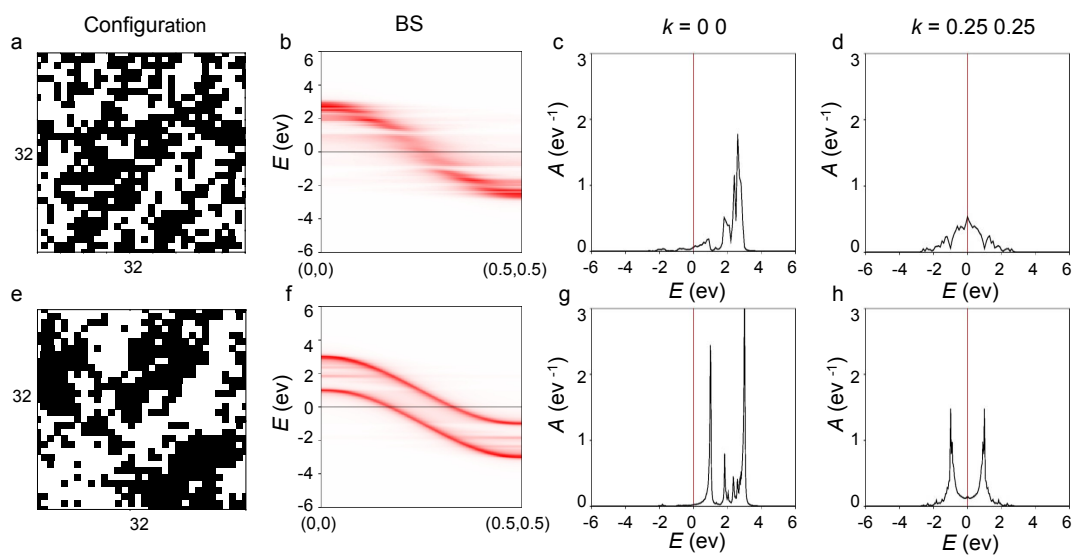 Configuration BS k = 0 0 k = 0.25 0.25
a b c d
32
32
E (ev)
6
4
2
0
-2
-4
-6
(0,0) (0.5,0.5)
A (ev⁻¹)
3
2
1
0
-6 -4 -2 0 2 4 6
E (ev)
A (ev⁻¹)
3
2
1
0
-6 -4 -2 0 2 4 6
E (ev)
e f g h
32
32
E (ev)
6
4
2
0
-2
-4
-6
(0,0) (0.5,0.5)
A (ev⁻¹)
3
2
1
0
-6 -4 -2 0 2 4 6
E (ev)
A (ev⁻¹)
3
2
1
0
-6 -4 -2 0 2 4 6
E (ev)